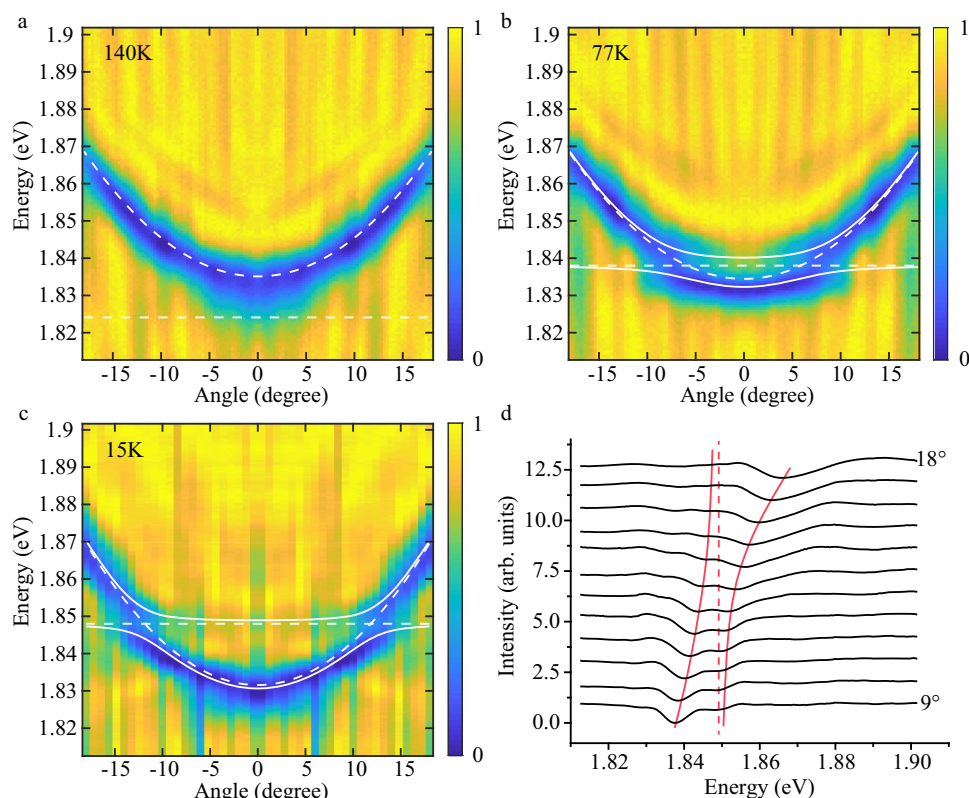 a
140K
1.9
1.89
1.88
1.87
1.86
1.85
1.84
1.83
1.82
Energy (eV)
-15 -10 -5 0 5 10 15
Angle (degree)
1
0
b
77K
1.9
1.89
1.88
1.87
1.86
1.85
1.84
1.83
1.82
Energy (eV)
-15 -10 -5 0 5 10 15
Angle (degree)
1
0
c
15K
1.9
1.89
1.88
1.87
1.86
1.85
1.84
1.83
1.82
Energy (eV)
-15 -10 -5 0 5 10 15
Angle (degree)
1
0
d
12.5
10.0
7.5
5.0
2.5
0.0
Intensity (arb. units)
18°
9°
1.82 1.84 1.86 1.88 1.90
Energy (eV)